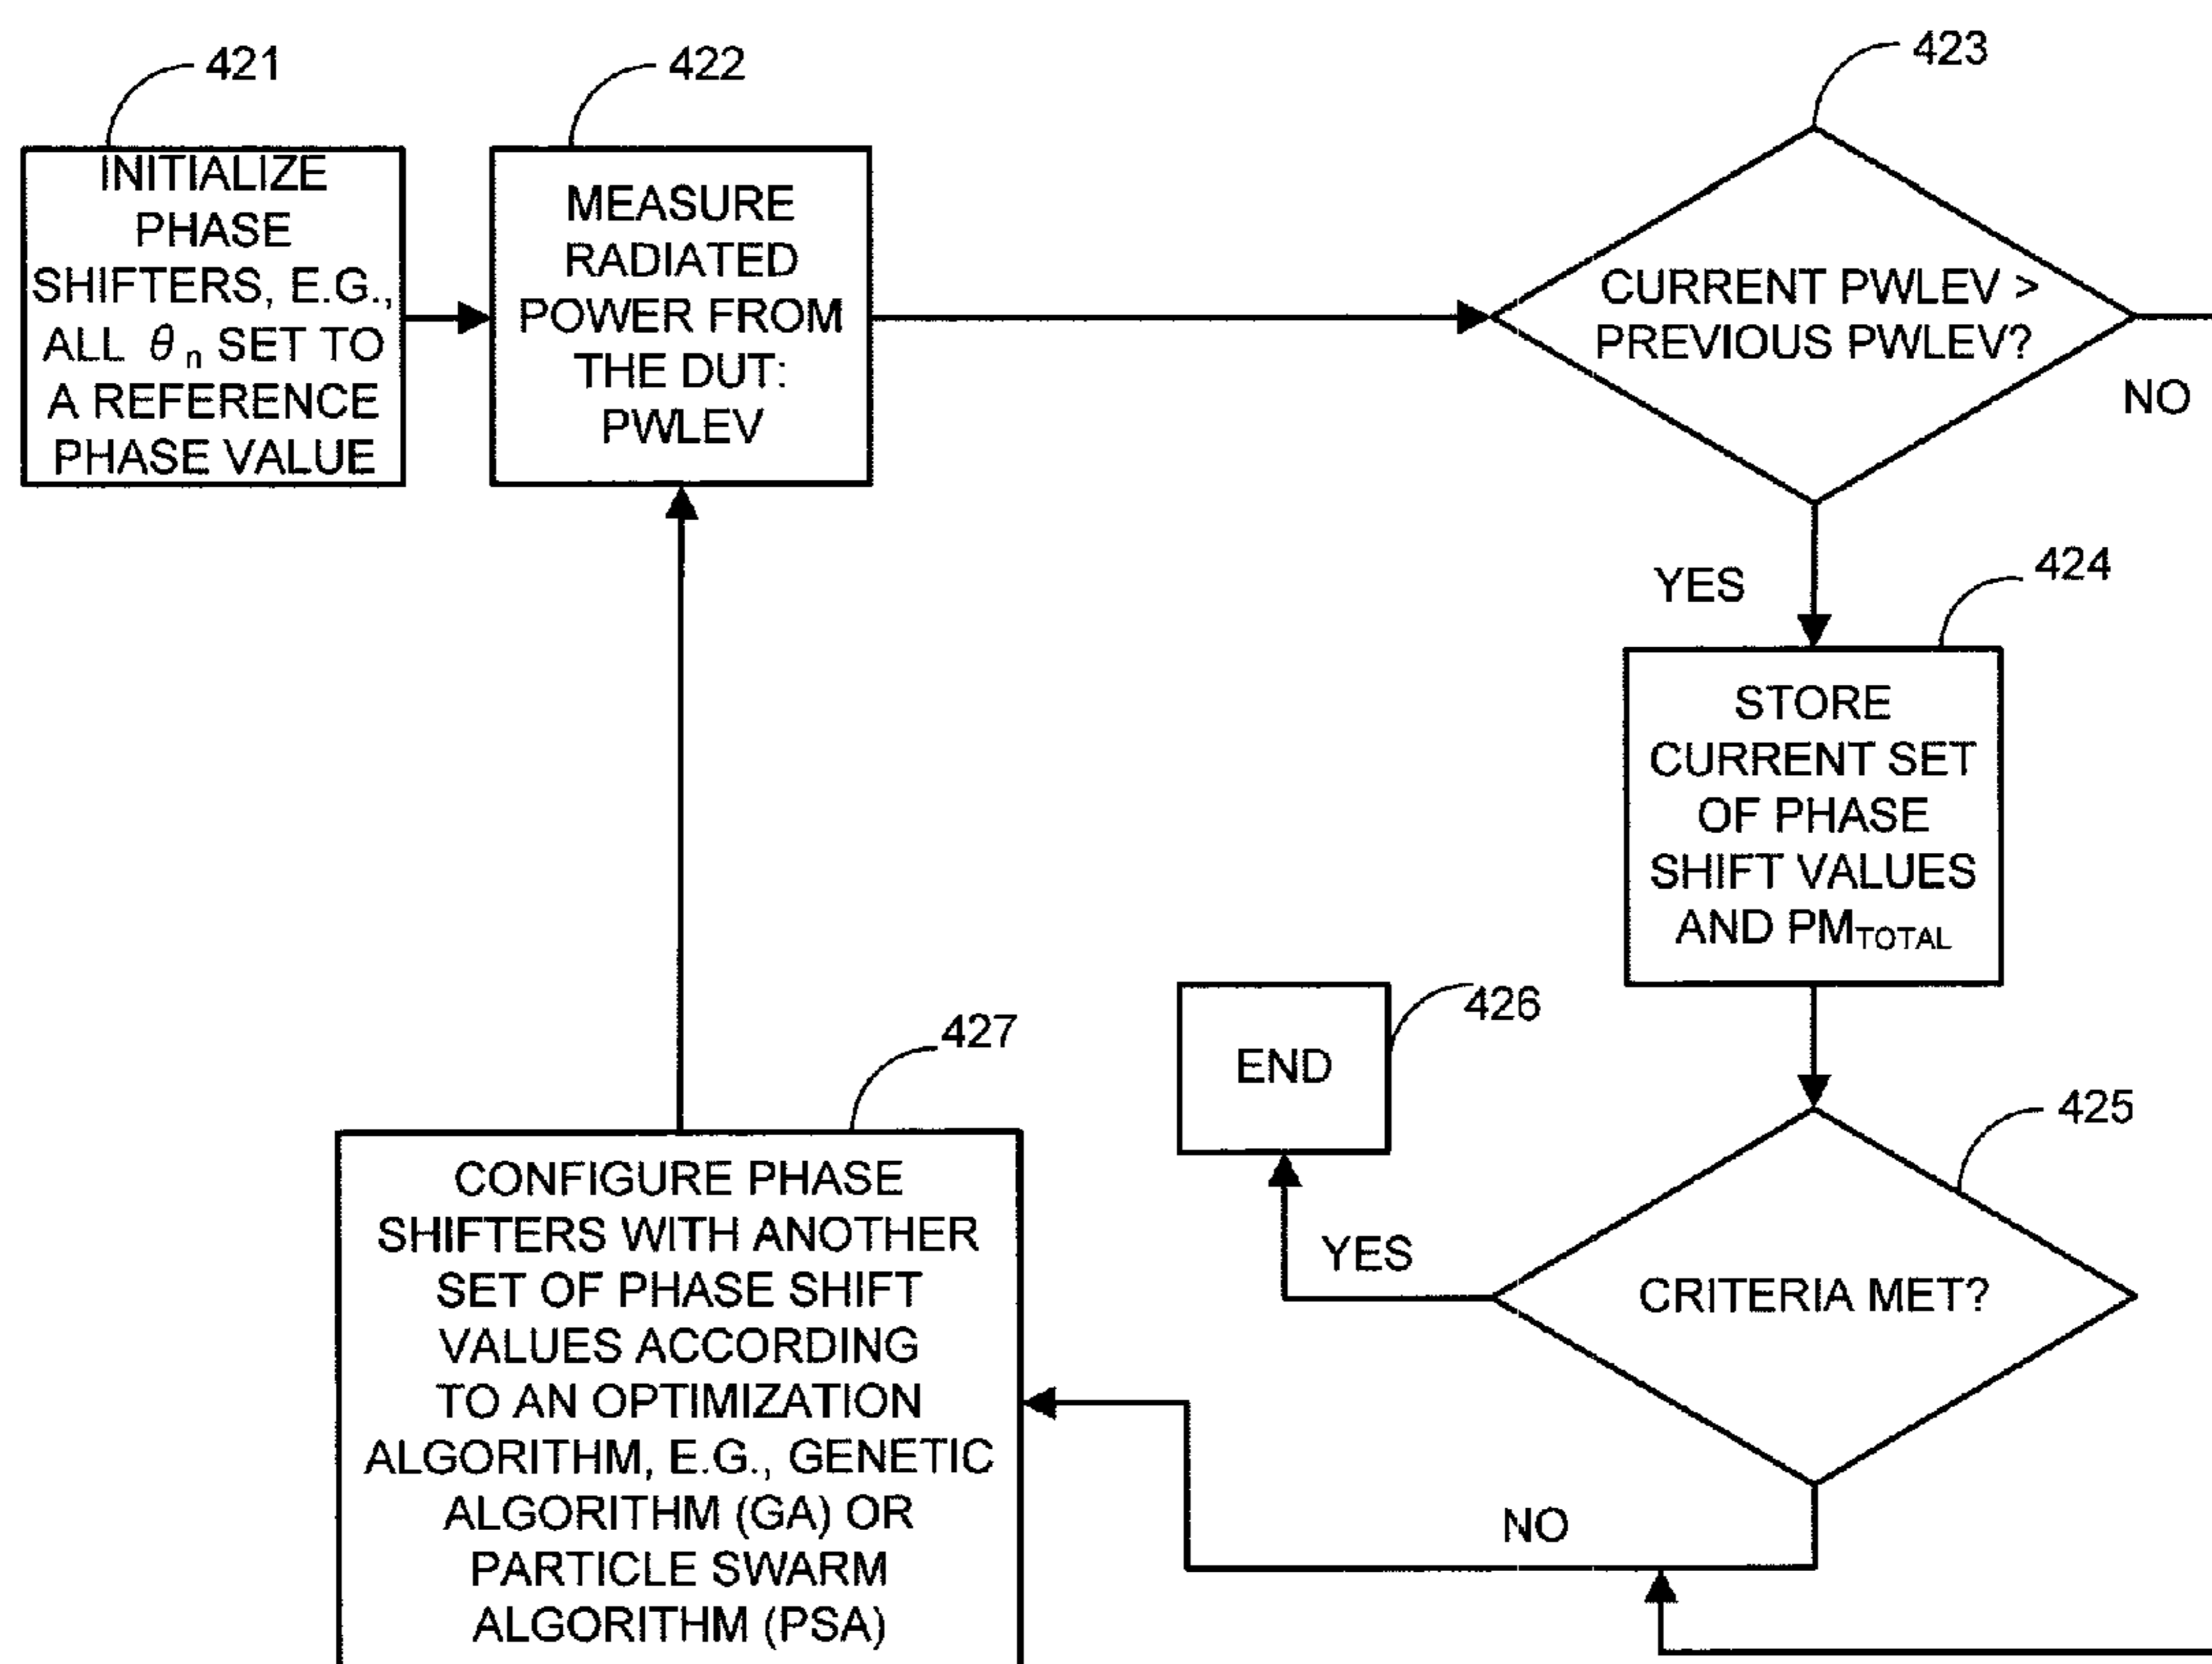 421
INITIALIZE
PHASE
SHIFTERS, E.G.,
ALL θn SET TO
A REFERENCE
PHASE VALUE
422
MEASURE
RADIATED
POWER FROM
THE DUT:
PWLEV
423
CURRENT PWLEV >
PREVIOUS PWLEV?
NO
YES
424
STORE
CURRENT SET
OF PHASE
SHIFT VALUES
AND PMTOTAL
425
CRITERIA MET?
YES
426
END
NO
427
CONFIGURE PHASE
SHIFTERS WITH ANOTHER
SET OF PHASE SHIFT
VALUES ACCORDING
TO AN OPTIMIZATION
ALGORITHM, E.G., GENETIC
ALGORITHM (GA) OR
PARTICLE SWARM
ALGORITHM (PSA)